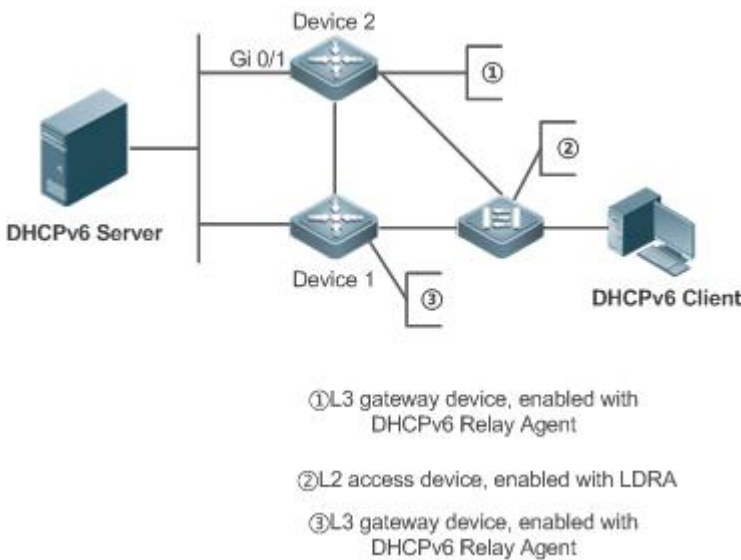 Device 2
Gi 0/1
①
②
DHCPv6 Server
Device 1
③
DHCPv6 Client
①L3 gateway device, enabled with
DHCPv6 Relay Agent
②L2 access device, enabled with LDRA
③L3 gateway device, enabled with
DHCPv6 Relay Agent